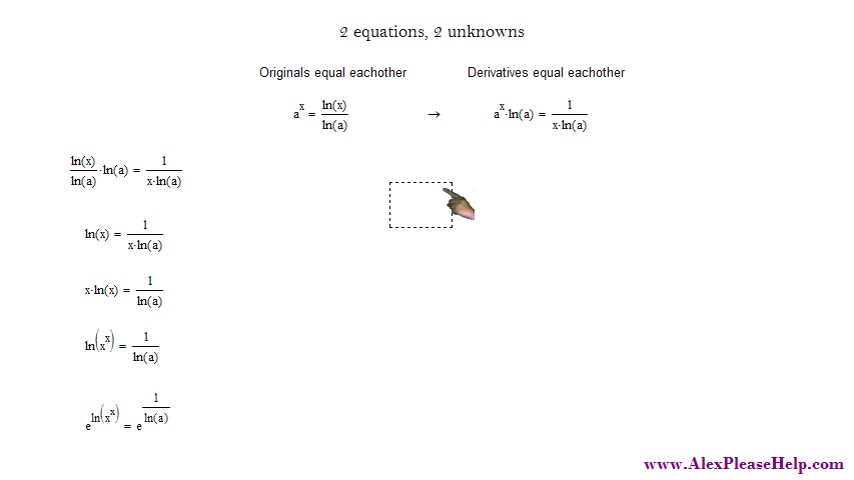 2 equations, 2 unknowns
Originals equal eachother
Derivatives equal eachother
a^x = ln(x)/ln(a) → a^x·ln(a) = 1/(x·ln(a))
ln(x)/ln(a)·ln(a) = 1/(x·ln(a))
ln(x) = 1/(x·ln(a))
x·ln(x) = 1/ln(a)
ln(x^x) = 1/ln(a)
e^ln(x^x) = e^(1/ln(a))
www.AlexPleaseHelp.com